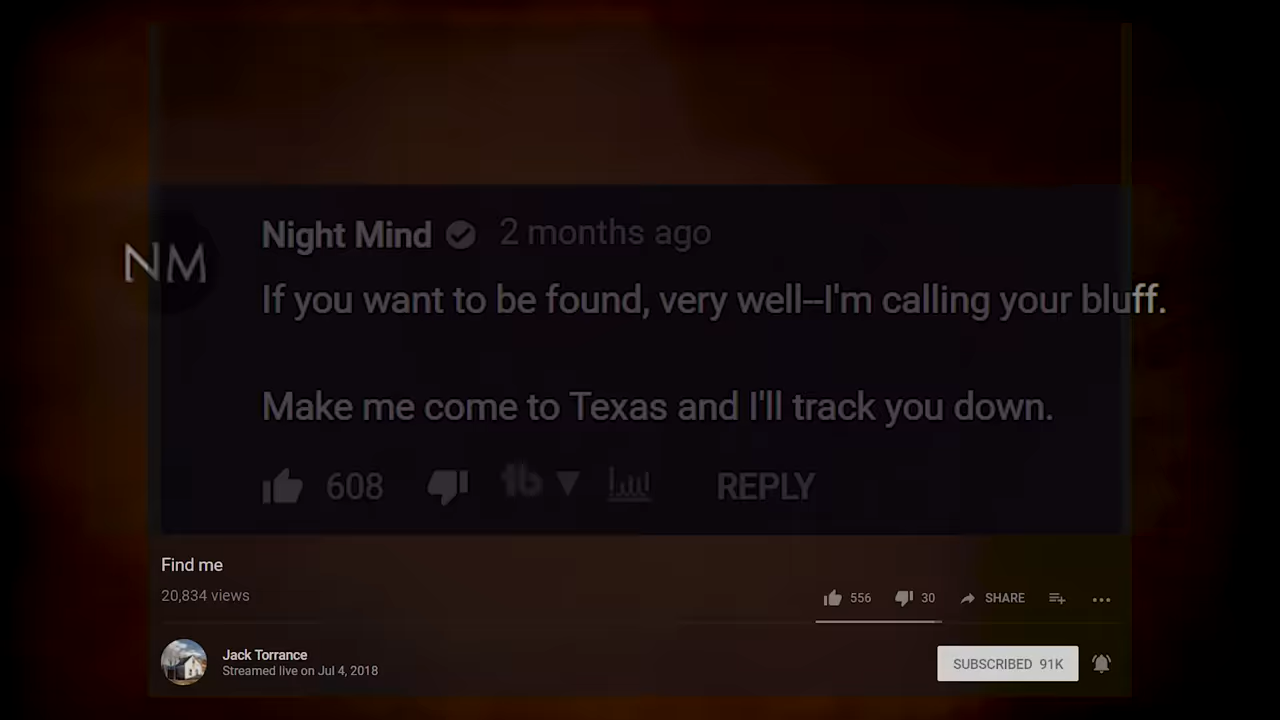 NM
Night Mind 2 months ago
If you want to be found, very well--I'm calling your bluff.
Make me come to Texas and I'll track you down.
608 tb REPLY
Find me
20,834 views
556 30 SHARE
Jack Torrance
Streamed live on Jul 4, 2018
SUBSCRIBED 91K